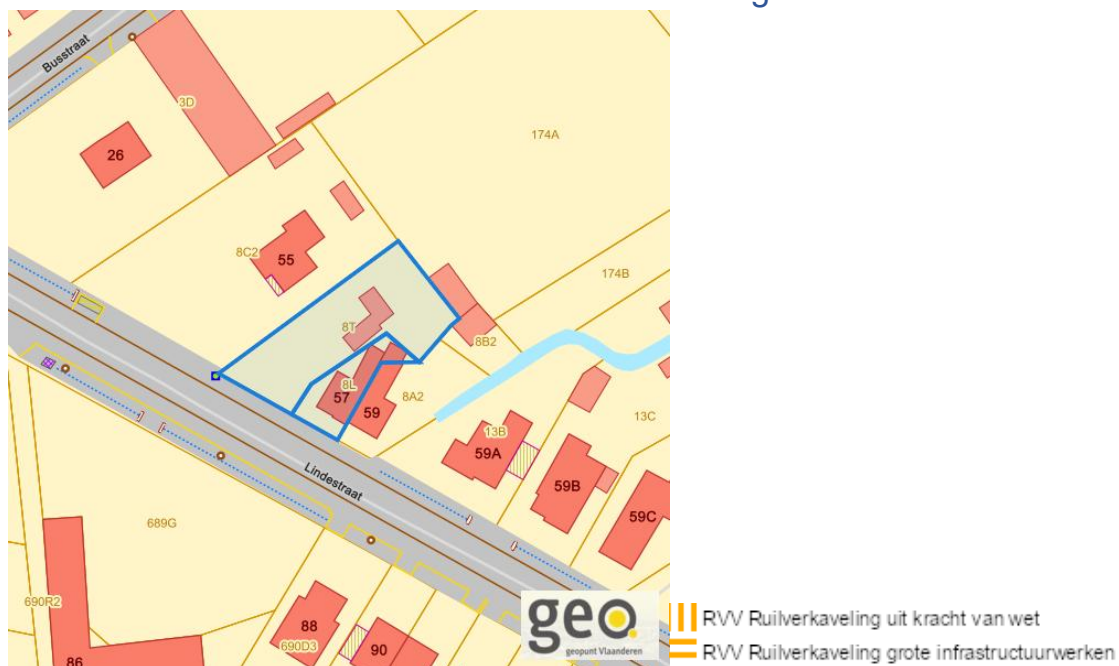 Busstraat
3D
26
174A
8C2
55
174B
8T
8B2
8L
57
59
8A2
13C
13B
59A
59B
59C
Lindestraat
689G
690R2
88
690D3
90
86
geo.
geopunt Vlaanderen
RVV Ruilverkaveling uit kracht van wet
RVV Ruilverkaveling grote infrastructuurwerken